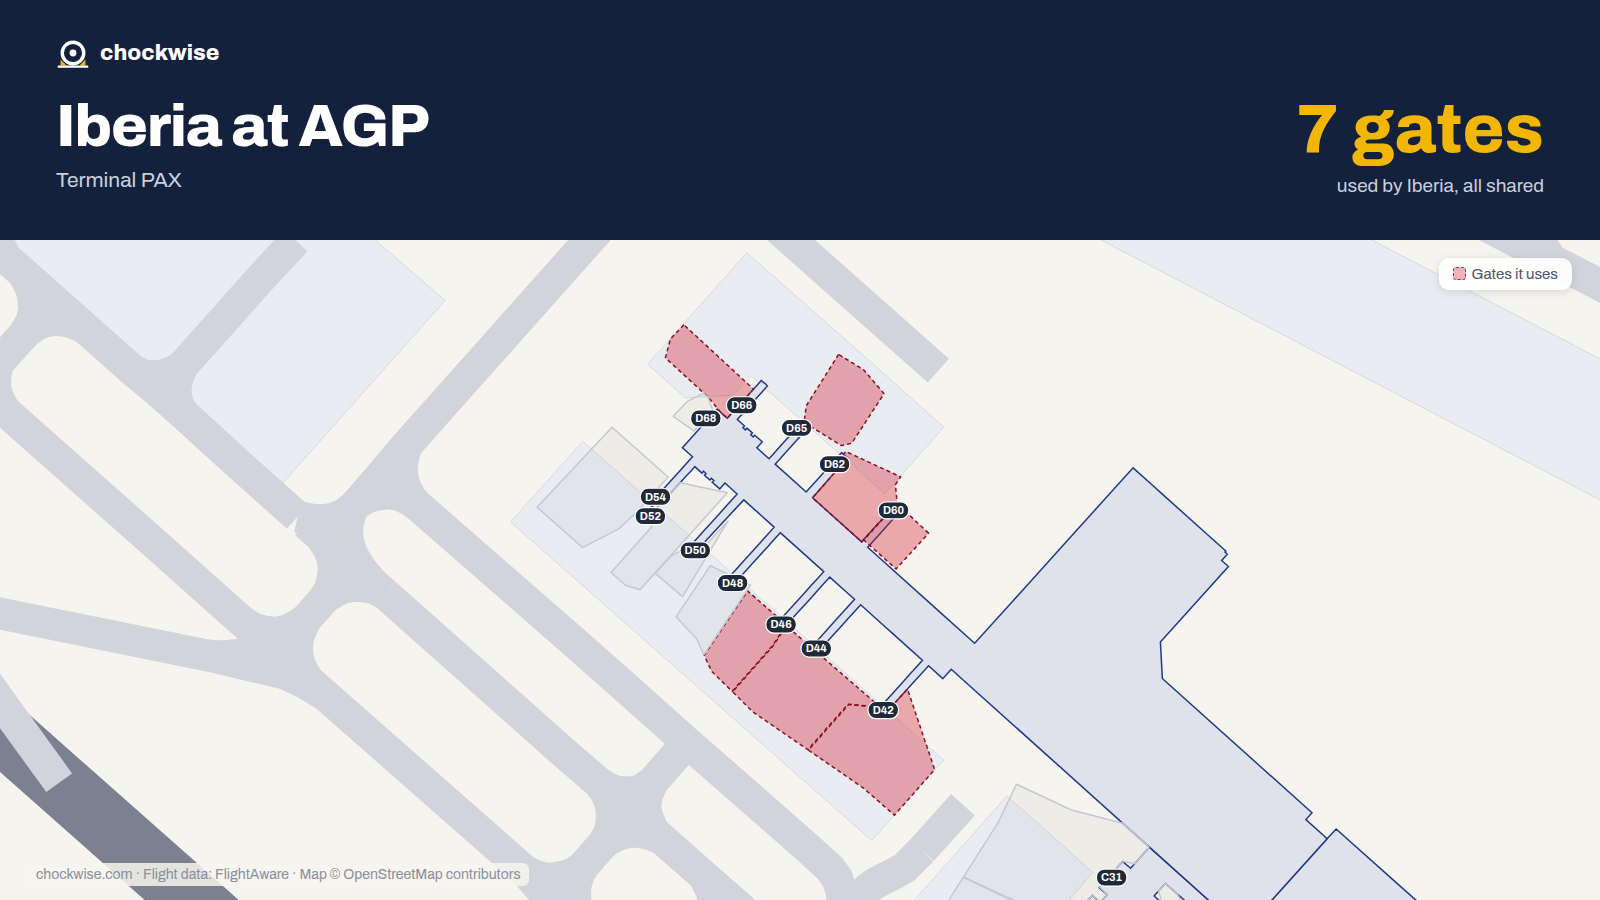 chockwise
Iberia at AGP
Terminal PAX
7 gates
used by Iberia, all shared
Gates it uses
D66
D68
D65
D62
D54
D60
D52
D50
D48
D46
D44
D42
C31
chockwise.com · Flight data: FlightAware · Map © OpenStreetMap contributors